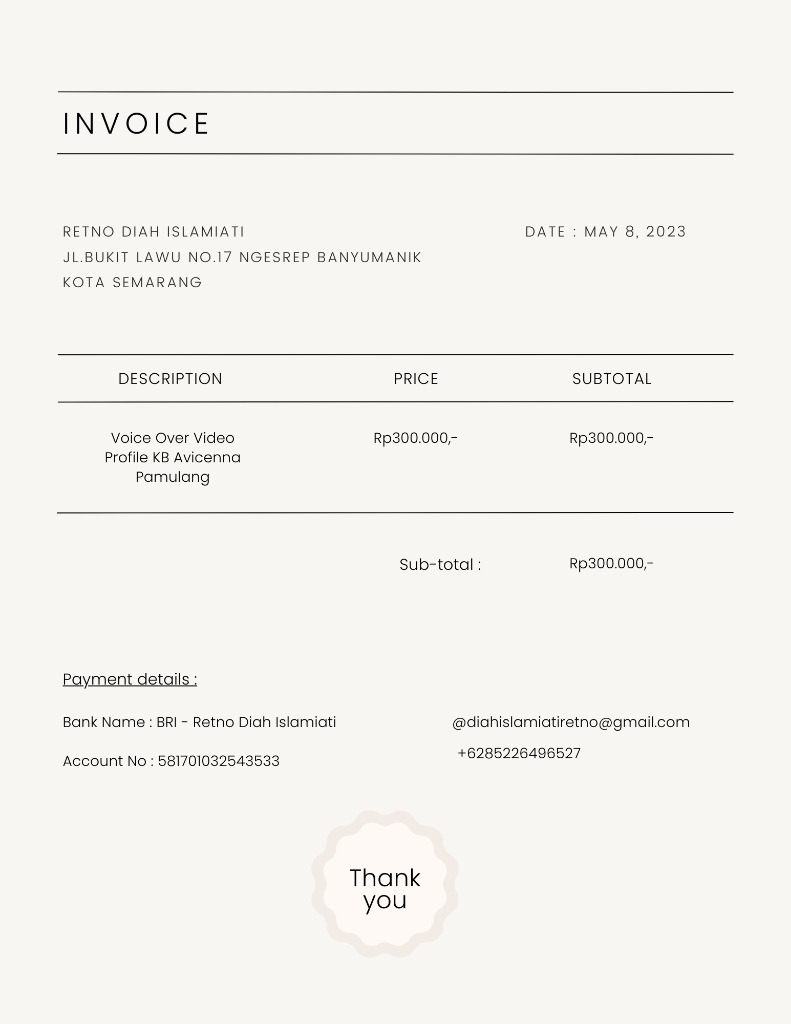 INVOICE
RETNO DIAH ISLAMIATI
DATE : MAY 8, 2023
JL.BUKIT LAWU NO.17 NGESREP BANYUMANIK
KOTA SEMARANG
DESCRIPTION PRICE SUBTOTAL
Voice Over Video Rp300.000,- Rp300.000,-
Profile KB Avicenna
Pamulang
Sub-total : Rp300.000,-
Payment details :
Bank Name : BRI - Retno Diah Islamiati
Account No : 581701032543533
@diahislamiatiretno@gmail.com
+6285226496527
Thank
you